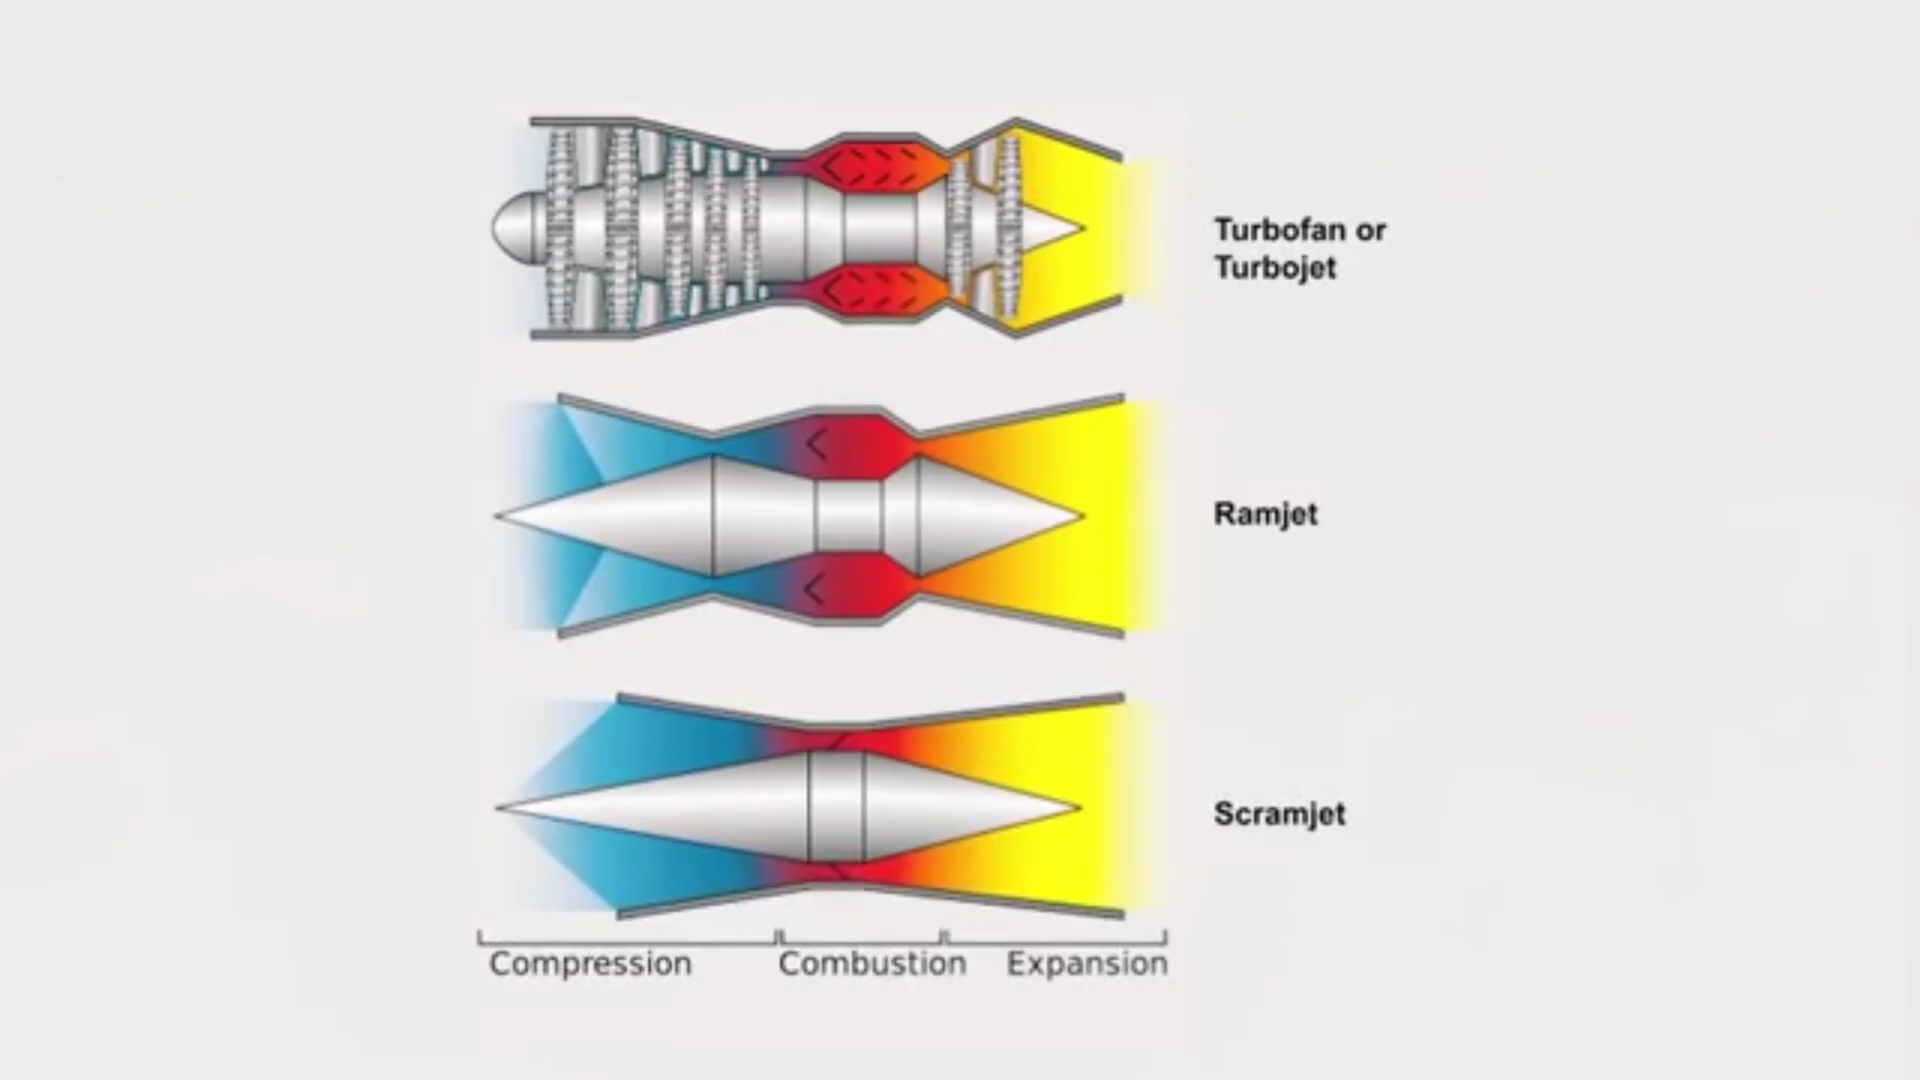 Turbofan or
Turbojet
Ramjet
Scramjet
Compression
Combustion
Expansion